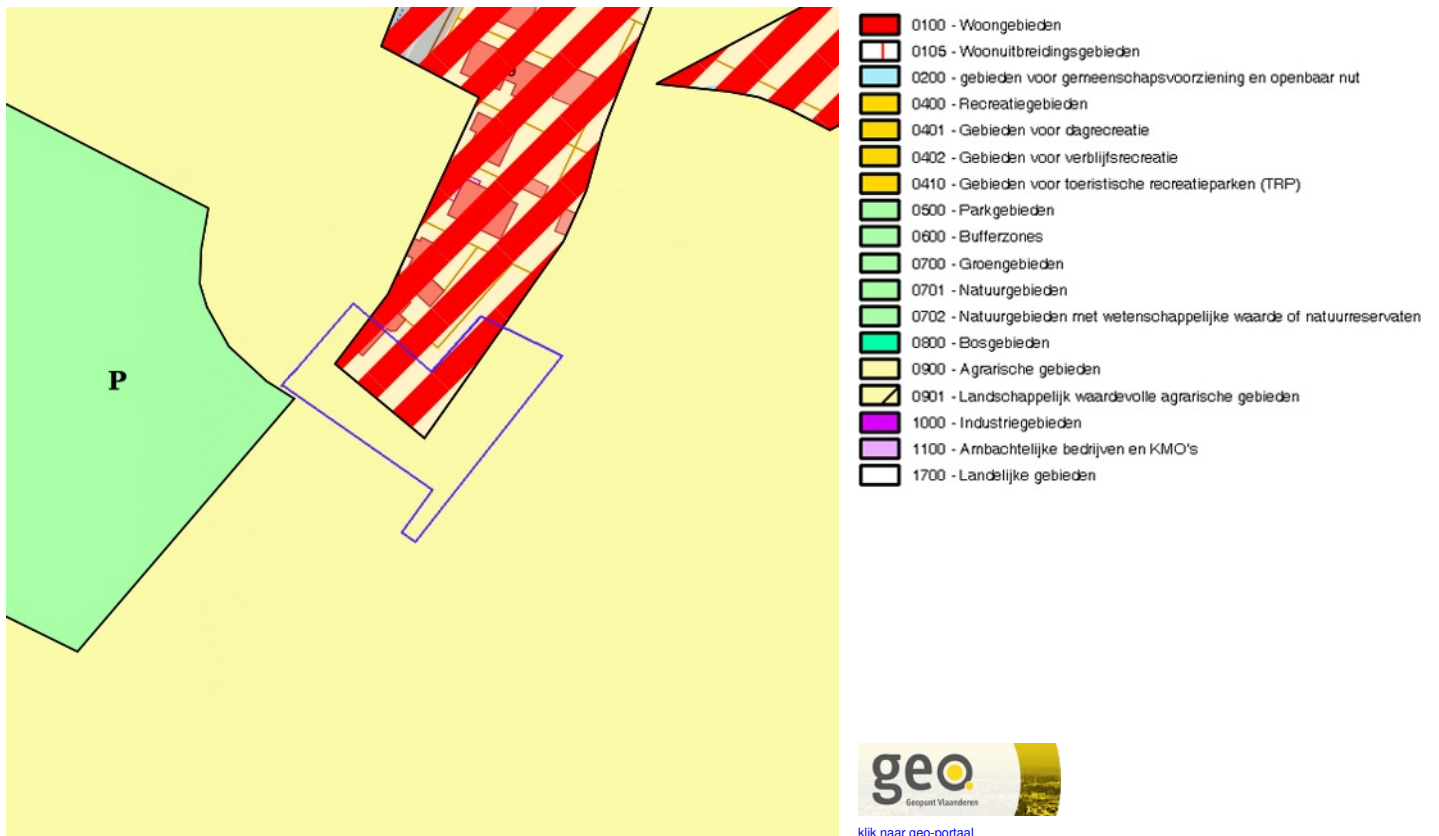 P
0100 - Woongebieden
0105 - Woonuitbreidingsgebieden
0200 - gebieden voor gemeenschapsvoorziening en openbaar nut
0400 - Recreatiegebieden
0401 - Gebieden voor dagrecreatie
0402 - Gebieden voor verblijfsrecreatie
0410 - Gebieden voor toeristische recreatieparken (TRP)
0500 - Parkgebieden
0600 - Bufferzones
0700 - Groengebieden
0701 - Natuurgebieden
0702 - Natuurgebieden met wetenschappelijke waarde of natuurreservaten
0800 - Bosgebieden
0900 - Agrarische gebieden
0901 - Landschappelijk waardevolle agrarische gebieden
1000 - Industriegebieden
1100 - Ambachtelijke bedrijven en KMO's
1700 - Landelijke gebieden
geo
Geopunt Vlaanderen
klik naar geo-portaal